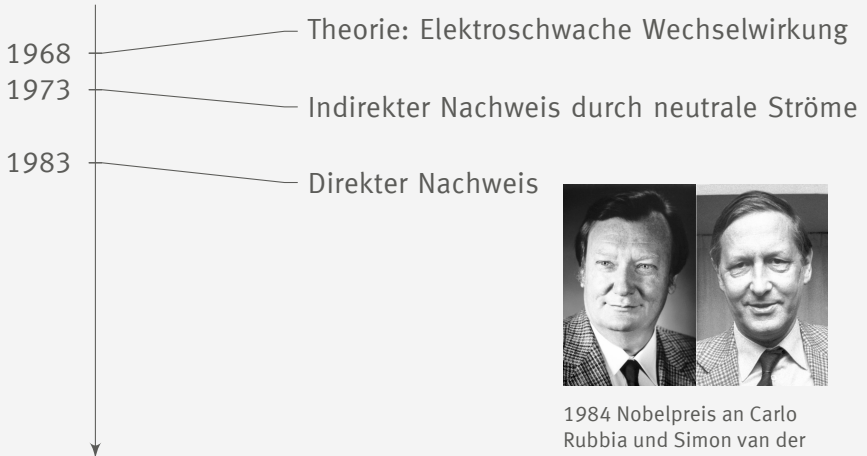 Theorie: Elektroschwache Wechselwirkung
1968
1973
Indirekter Nachweis durch neutrale Ströme
1983
Direkter Nachweis
1984 Nobelpreis an Carlo
Rubbia und Simon van der